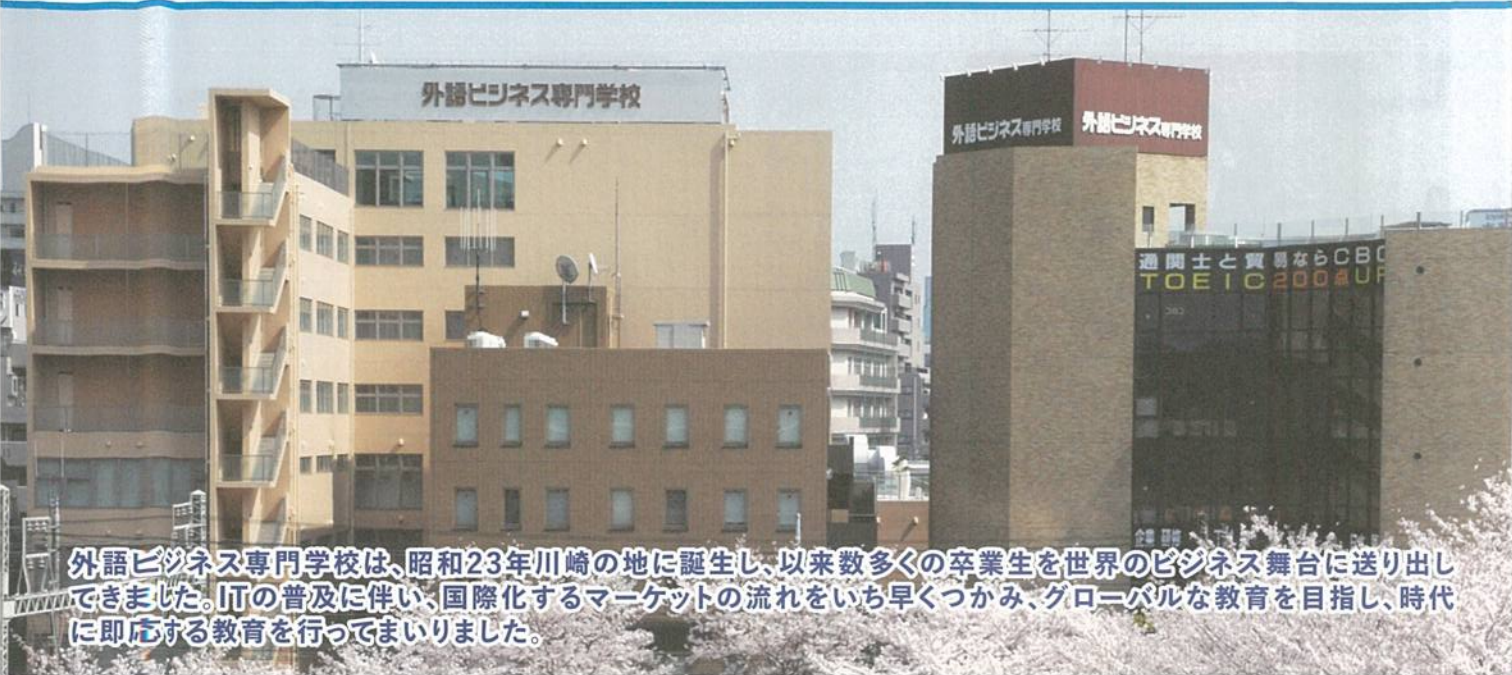 外語ビジネス専門学校
外語ビジネス専門学校
外語ビジネス専門学校
通関士と貿易ならCBC
TOEIC200点UP
外語ビジネス専門学校は、昭和23年川崎の地に誕生し、以来数多くの卒業生を世界のビジネス舞台に送り出し
てきました。ITの普及に伴い、国際化するマーケットの流れをいち早くつかみ、グローバルな教育を目指し、時代
に即応する教育を行ってまいりました。